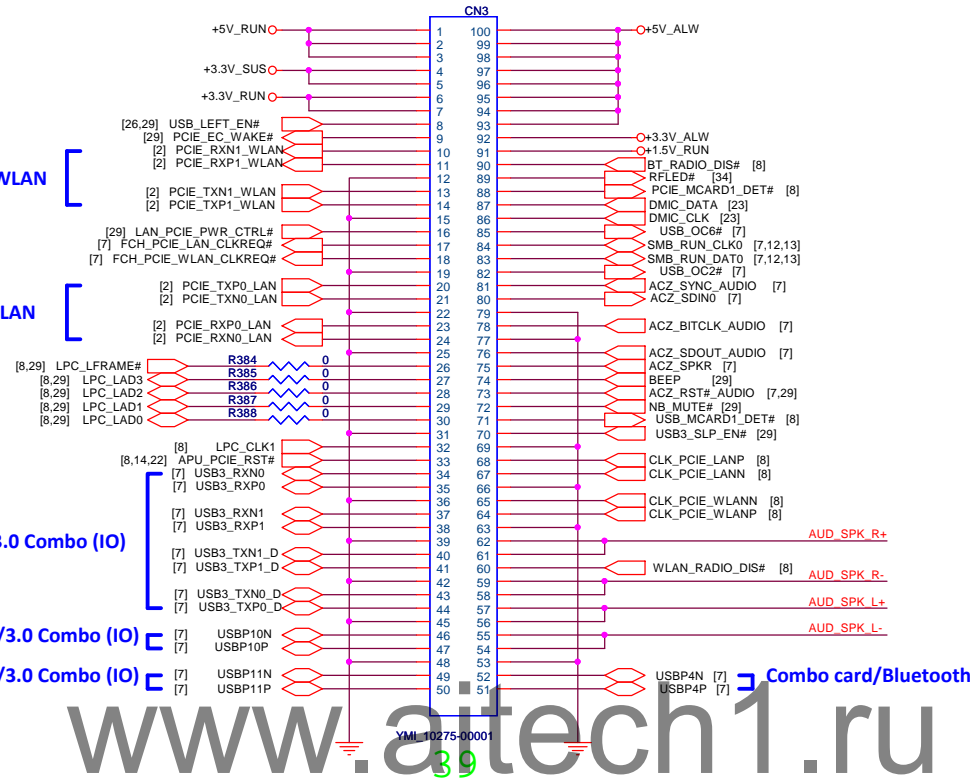 CN3
+5V_RUN 1 100 +5V_ALW
2 99
3 98
+3.3V_SUS 4 97
5 96
+3.3V_RUN 6 95
7 94
[26,29] USB_LEFT_EN# 8 93
[29] PCIE_EC_WAKE# 9 92 +3.3V_ALW
[2] PCIE_RXN1_WLAN 10 91 +1.5V_RUN
[2] PCIE_RXP1_WLAN 11 90 BT_RADIO_DIS# [8]
WLAN 12 89 RFLED# [34]
[2] PCIE_TXN1_WLAN 13 88 PCIE_MCARD1_DET# [8]
[2] PCIE_TXP1_WLAN 14 87 DMIC_DATA [23]
15 86 DMIC_CLK [23]
[29] LAN_PCIE_PWR_CTRL# 16 85 USB_OC6# [7]
[7] FCH_PCIE_LAN_CLKREQ# 17 84 SMB_RUN_CLK0 [7,12,13]
[7] FCH_PCIE_WLAN_CLKREQ# 18 83 SMB_RUN_DAT0 [7,12,13]
19 82 USB_OC2# [7]
[2] PCIE_TXP0_LAN 20 81 ACZ_SYNC_AUDIO [7]
[2] PCIE_TXN0_LAN 21 80 ACZ_SDIN0 [7]
LAN 22 79
[2] PCIE_RXP0_LAN 23 78 ACZ_BITCLK_AUDIO [7]
[2] PCIE_RXN0_LAN 24 77
25 76 ACZ_SDOUT_AUDIO [7]
[8,29] LPC_LFRAME# R384 0 26 75 ACZ_SPKR [7]
[8,29] LPC_LAD3 R385 0 27 74 BEEP [29]
[8,29] LPC_LAD2 R386 0 28 73 ACZ_RST#_AUDIO [7,29]
[8,29] LPC_LAD1 R387 0 29 72 NB_MUTE# [29]
[8,29] LPC_LAD0 R388 0 30 71 USB_MCARD1_DET# [8]
31 70 USB3_SLP_EN# [29]
[8] LPC_CLK1 32 69
[8,14,22] APU_PCIE_RST# 33 68 CLK_PCIE_LANP [8]
[7] USB3_RXN0 34 67 CLK_PCIE_LANN [8]
[7] USB3_RXP0 35 66
36 65 CLK_PCIE_WLANN [8]
[7] USB3_RXN1 37 64 CLK_PCIE_WLANP [8]
[7] USB3_RXP1 38 63
3.0 Combo (IO) 39 62 AUD_SPK_R+
[7] USB3_TXN1_D 40 61
[7] USB3_TXP1_D 41 60 WLAN_RADIO_DIS# [8]
42 59 AUD_SPK_R-
[7] USB3_TXN0_D 43 58
[7] USB3_TXP0_D 44 57 AUD_SPK_L+
45 56
/3.0 Combo (IO) [7] USBP10N 46 55 AUD_SPK_L-
[7] USBP10P 47 54
48 53
/3.0 Combo (IO) [7] USBP11N 49 52 USBP4N [7] Combo card/Bluetooth
[7] USBP11P 50 51 USBP4P [7]
YMI_10275-00001
39
www.aitech1.ru